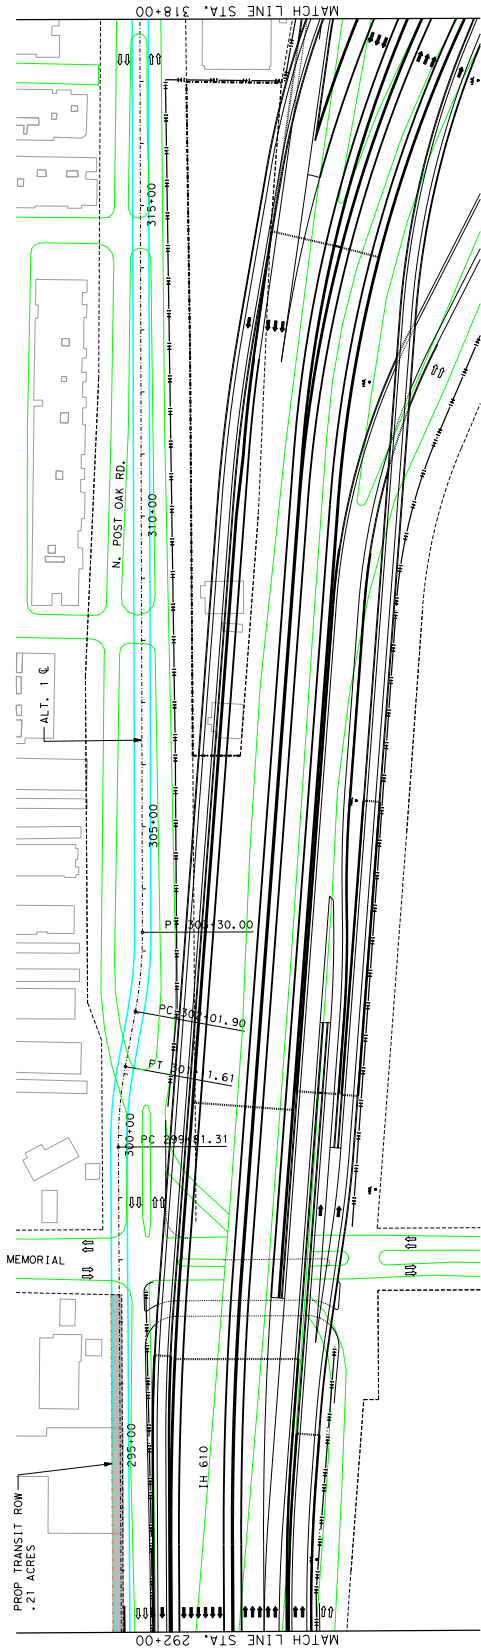 MATCH LINE STA. 318+00
315+00
N. POST OAK RD.
310+00
ALT. 1 ℄
305+00
PT 303+30.00
PC 302+01.90
PT 301+11.61
300+00
PC 299+81.31
MEMORIAL
295+00
IH 610
PROP TRANSIT ROW
.21 ACRES
MATCH LINE STA. 292+00